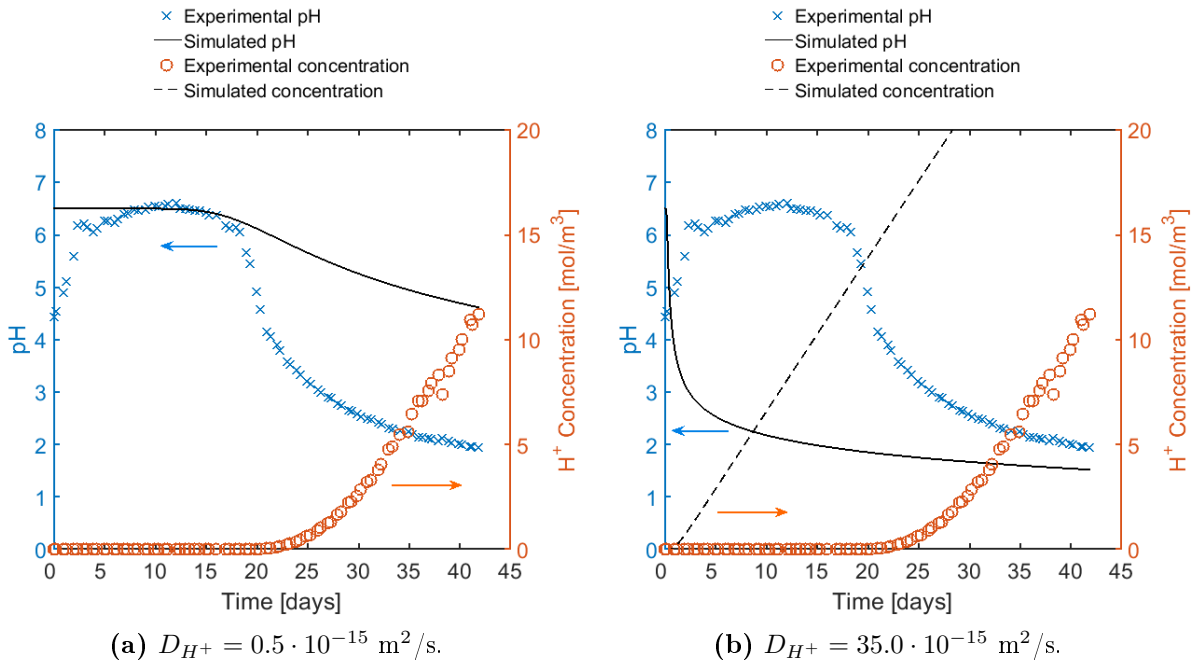 Experimental pH
Simulated pH
Experimental concentration
Simulated concentration
8
7
6
5
4
3
2
1
0
pH
20
15
10
5
0
H+ Concentration [mol/m³]
0 5 10 15 20 25 30 35 40 45
Time [days]
(a) D_{H+} = 0.5 · 10⁻¹⁵ m²/s.
Experimental pH
Simulated pH
Experimental concentration
Simulated concentration
8
7
6
5
4
3
2
1
0
pH
20
15
10
5
0
H⁺ Concentration [mol/m³]
0 5 10 15 20 25 30 35 40 45
Time [days]
(b) D_{H+} = 35.0 · 10⁻¹⁵ m²/s.